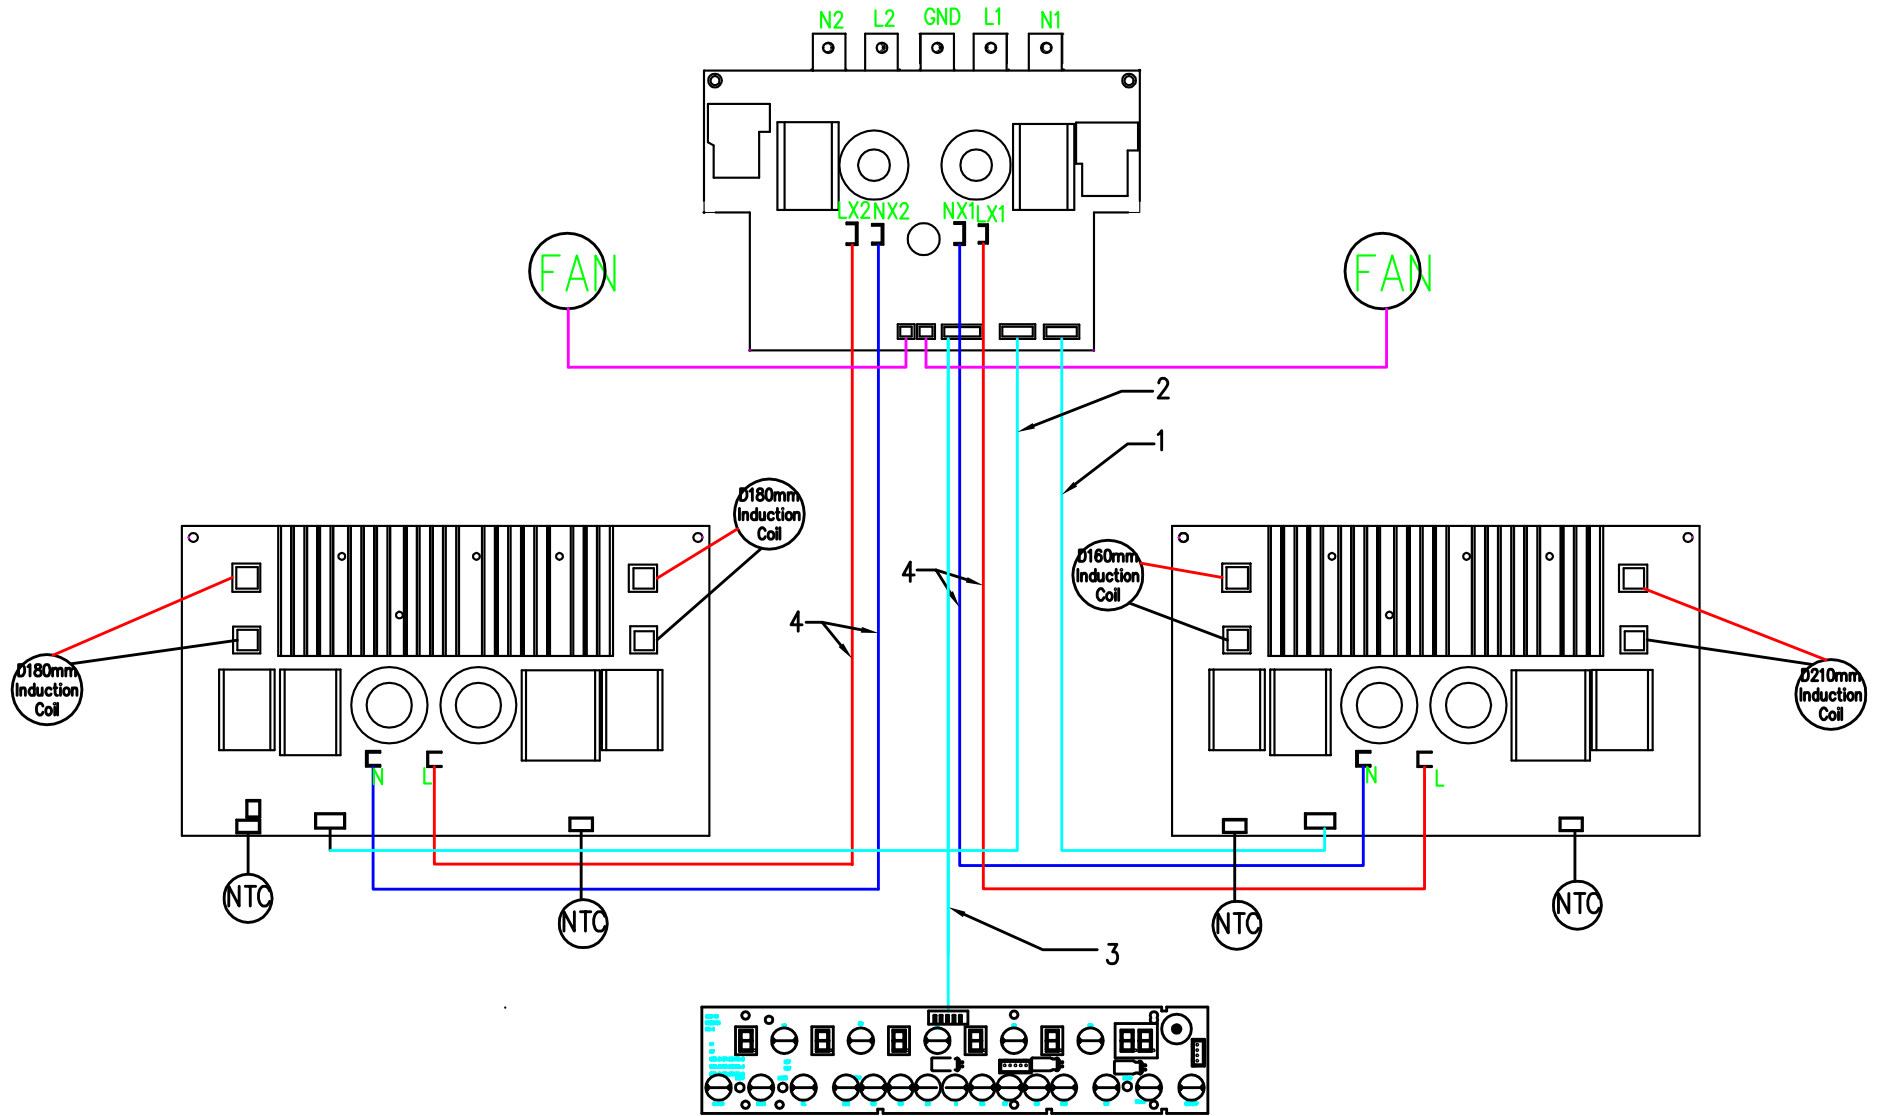 N2 L2 GND L1 N1
LX2 NX2 NX1 LX1
FAN
FAN
2
1
D180mm
Induction
Coil
D160mm
Induction
Coil
4
4
D180mm
Induction
Coil
D210mm
Induction
Coil
N L
N L
NTC
NTC
NTC
NTC
3